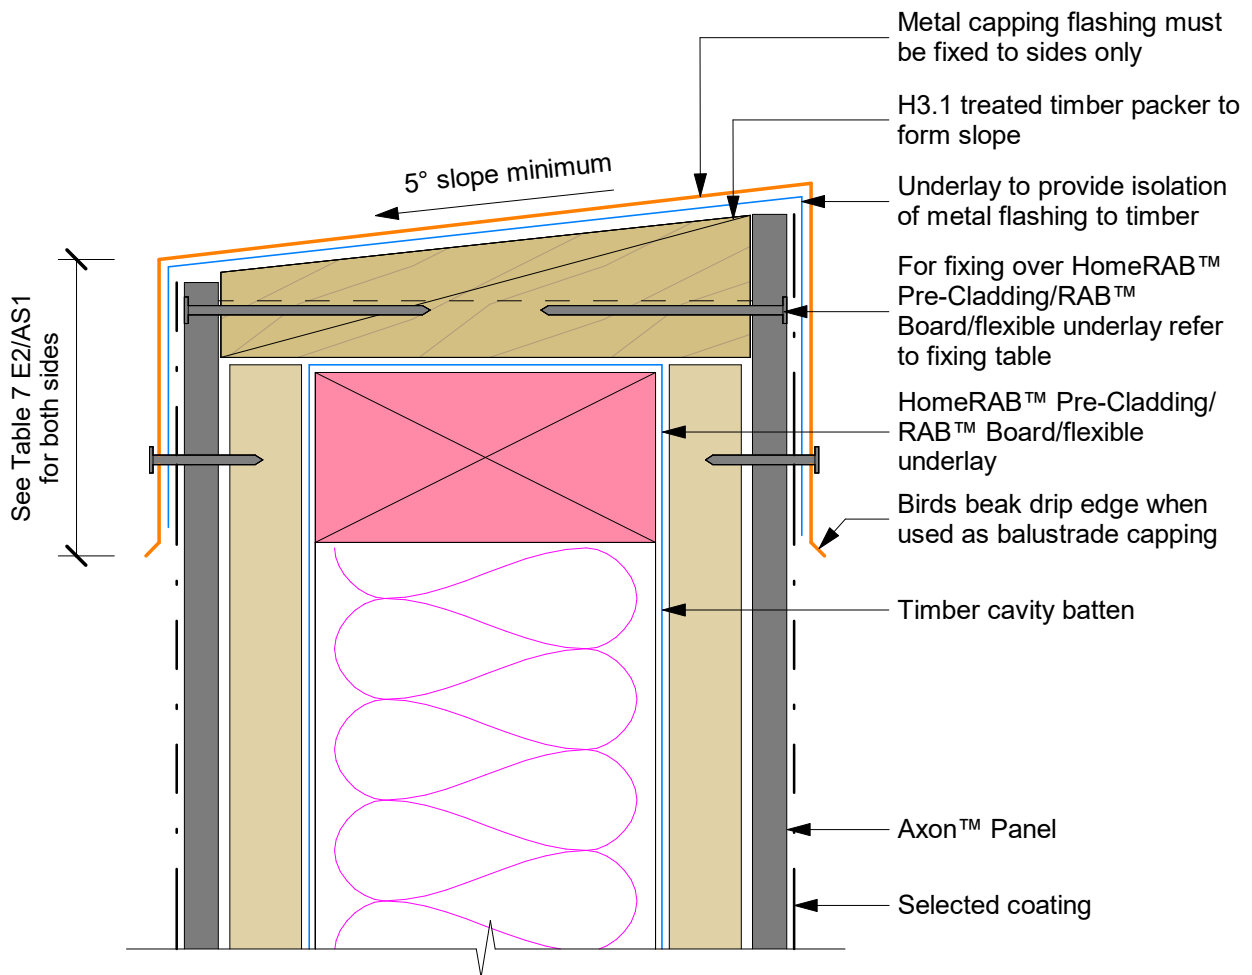 Metal capping flashing must
be fixed to sides only
H3.1 treated timber packer to
form slope
5° slope minimum
Underlay to provide isolation
of metal flashing to timber
For fixing over HomeRAB™
Pre-Cladding/RAB™
Board/flexible underlay refer
to fixing table
See Table 7 E2/AS1
for both sides
HomeRAB™ Pre-Cladding/
RAB™ Board/flexible
underlay
Birds beak drip edge when
used as balustrade capping
Timber cavity batten
Axon™ Panel
Selected coating